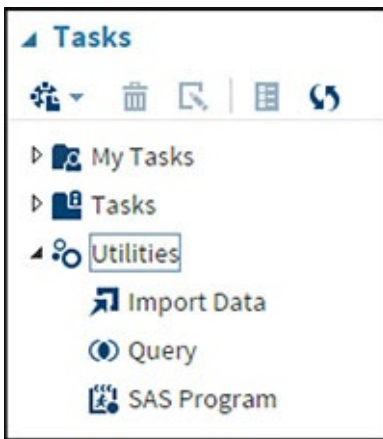 Tasks
My Tasks
Tasks
Utilities
Import Data
Query
SAS Program